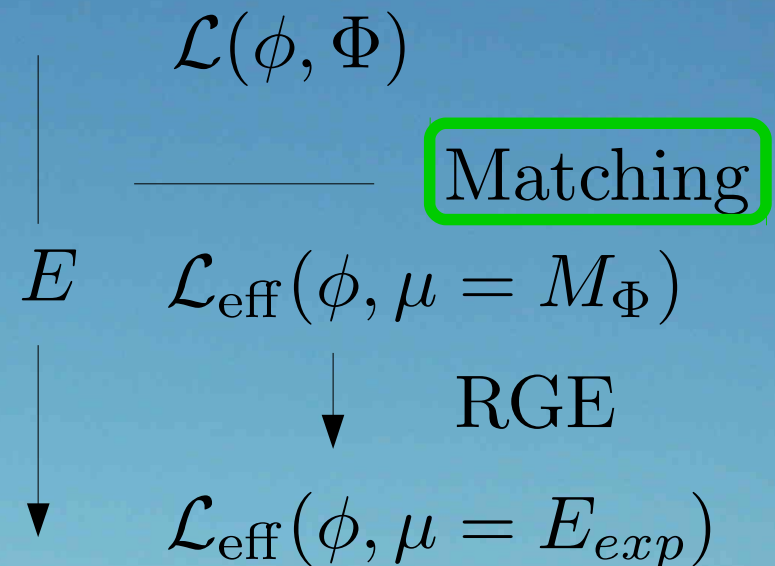 ℒ(ϕ, Φ)
Matching
E
ℒ_eff(ϕ, μ = M_Φ)
RGE
ℒ_eff(ϕ, μ = E_exp)